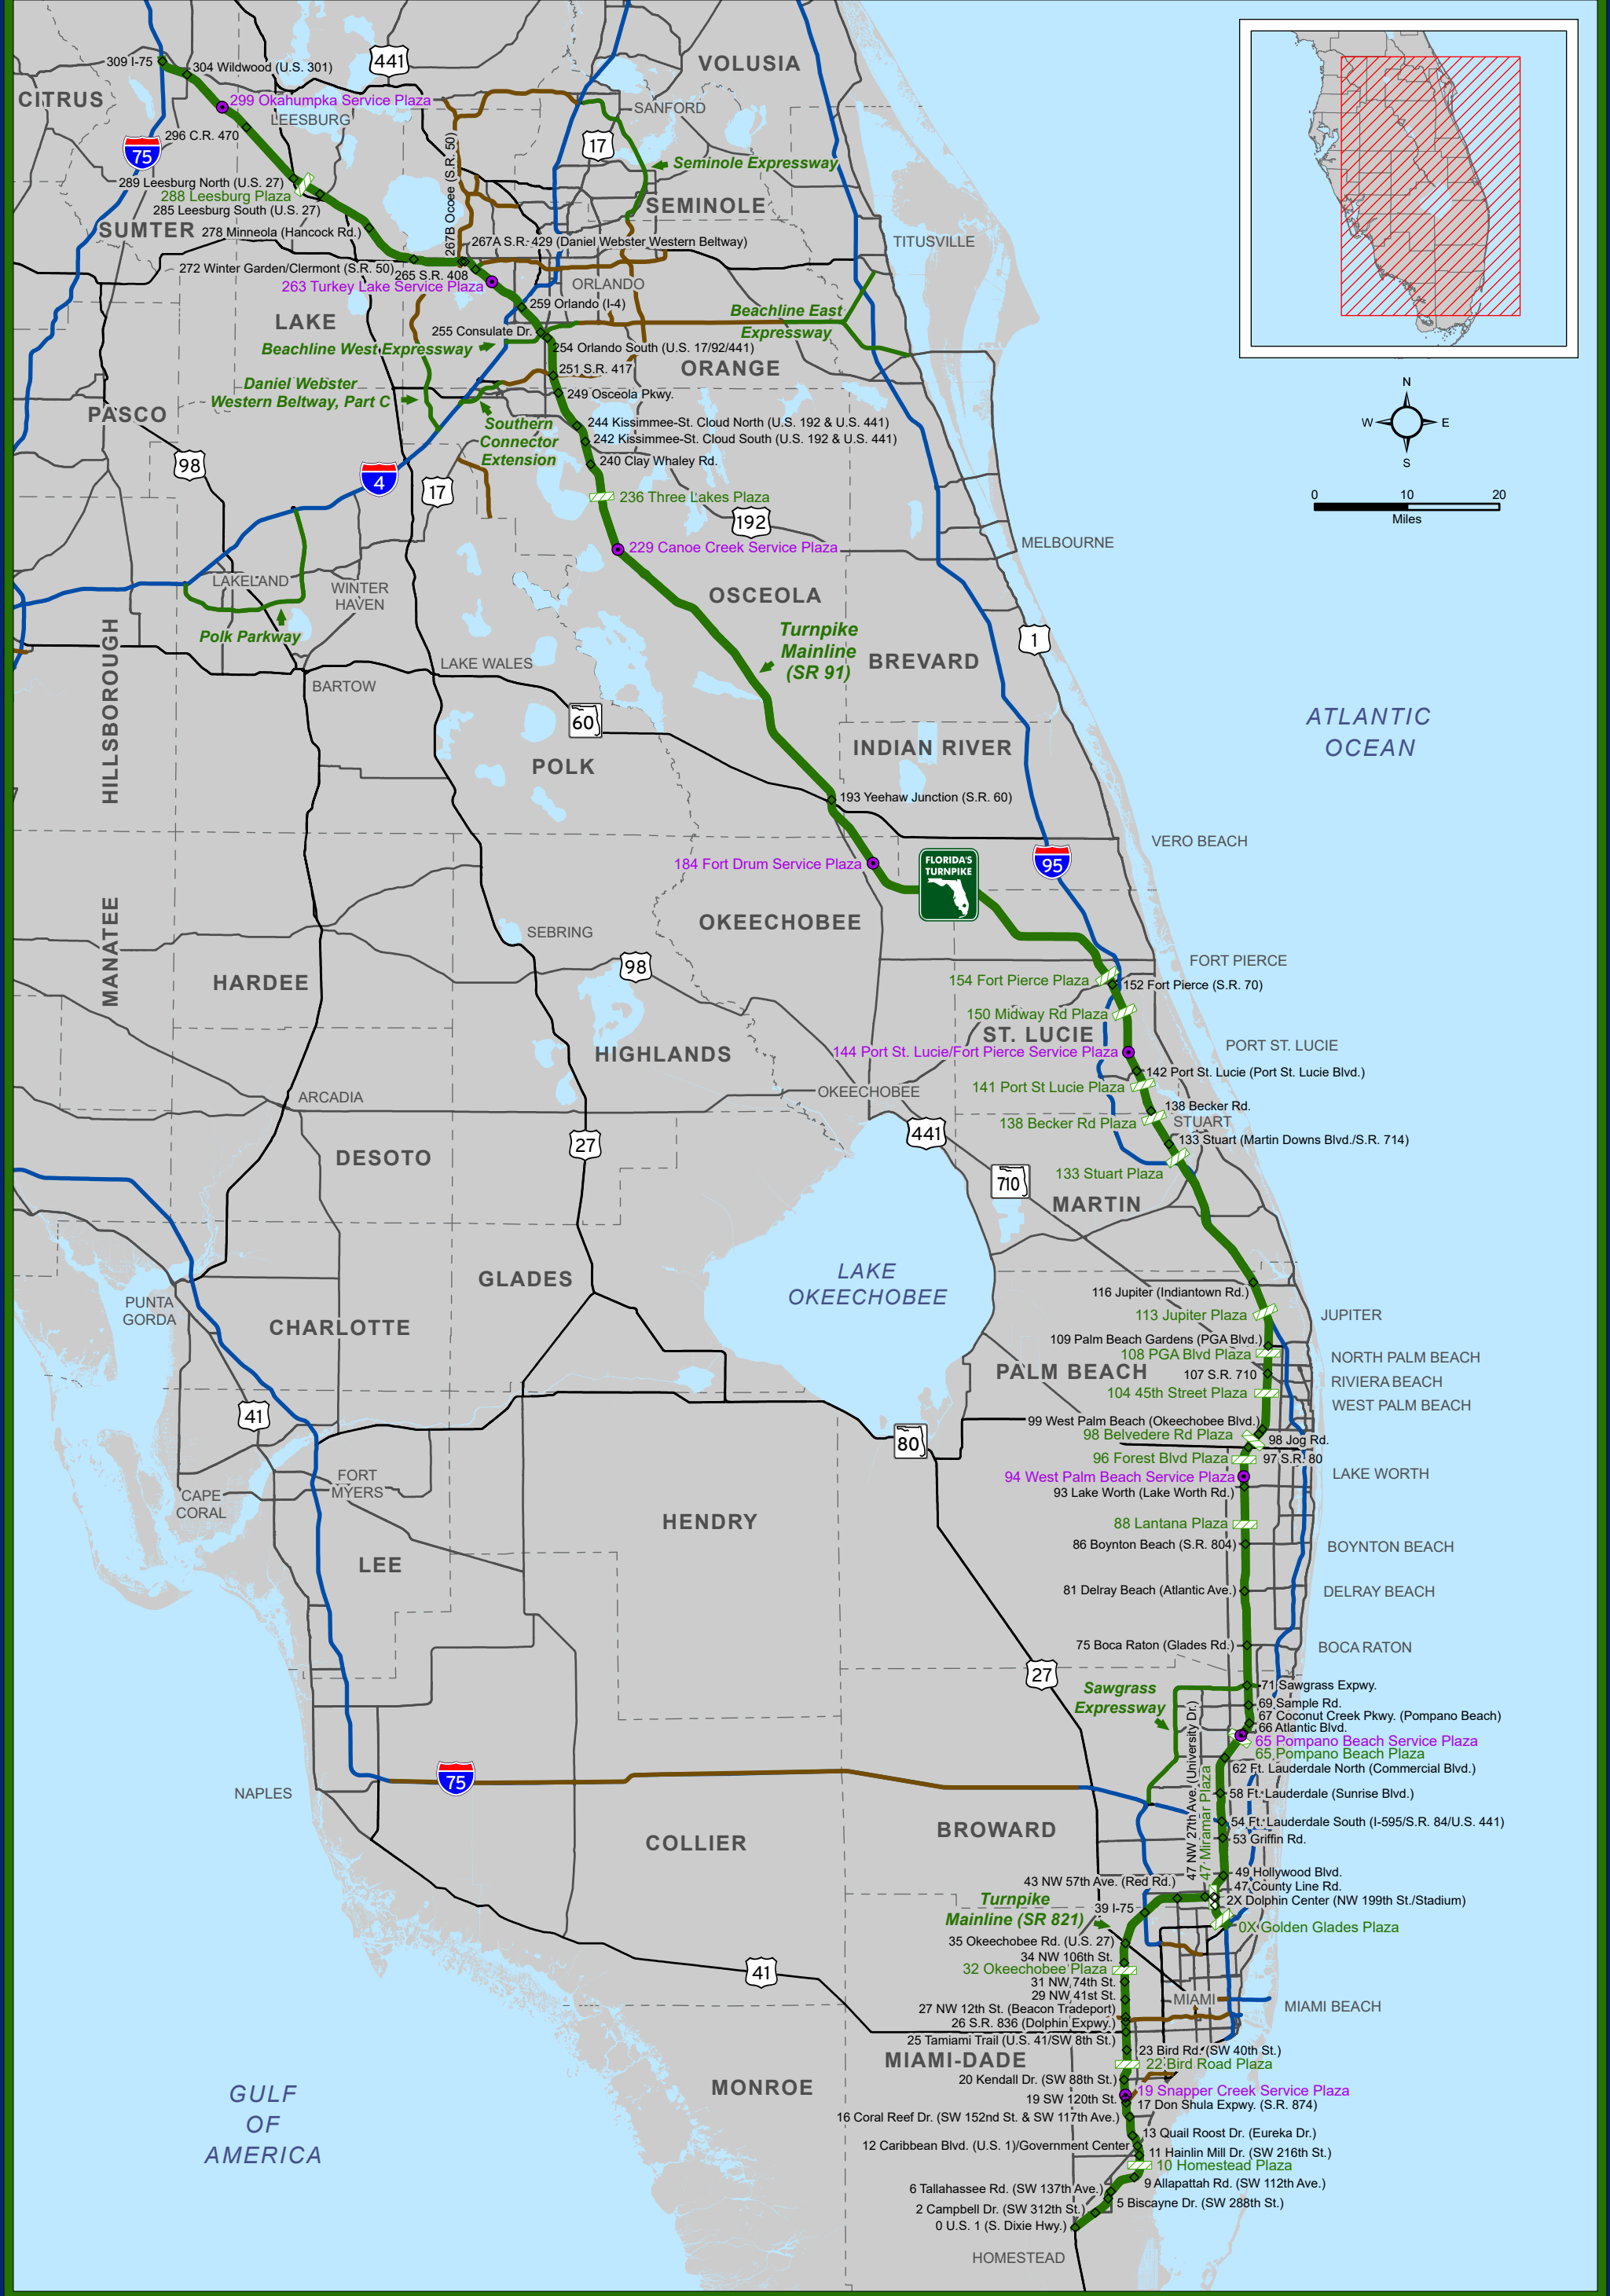 VOLUSIA
441
309 I-75
304 Wildwood (U.S. 301)
CITRUS
299 Okahumpka Service Plaza
LEESBURG
SANFORD
296 C.R. 470
75
17
Seminole Expressway
289 Leesburg North (U.S. 27)
288 Leesburg Plaza
285 Leesburg South (U.S. 27)
SEMINOLE
SUMTER
278 Minneola (Hancock Rd.)
267B Ocoee (S.R. 50)
267A S.R. 429 (Daniel Webster Western Beltway)
TITUSVILLE
272 Winter Garden/Clermont (S.R. 50)
265 S.R. 408
263 Turkey Lake Service Plaza
ORLANDO
259 Orlando (I-4)
LAKE
Beachline East
Expressway
255 Consulate Dr.
Beachline West Expressway
254 Orlando South (U.S. 17/92/441)
251 S.R. 417
ORANGE
Daniel Webster
Western Beltway, Part C
249 Osceola Pkwy.
PASCO
Southern
Connector
Extension
244 Kissimmee-St. Cloud North (U.S. 192 & U.S. 441)
242 Kissimmee-St. Cloud South (U.S. 192 & U.S. 441)
240 Clay Whaley Rd.
98
4
17
236 Three Lakes Plaza
192
229 Canoe Creek Service Plaza
MELBOURNE
N
W
E
S
0
10
20
Miles
LAKELAND
WINTER
HAVEN
OSCEOLA
Polk Parkway
Turnpike
Mainline
(SR 91)
BREVARD
1
HILLSBOROUGH
LAKE WALES
BARTOW
60
POLK
INDIAN RIVER
ATLANTIC
OCEAN
193 Yeehaw Junction (S.R. 60)
VERO BEACH
184 Fort Drum Service Plaza
FLORIDA'S
TURNPIKE
95
MANATEE
OKEECHOBEE
SEBRING
HARDEE
98
FORT PIERCE
154 Fort Pierce Plaza
152 Fort Pierce (S.R. 70)
150 Midway Rd Plaza
ST. LUCIE
HIGHLANDS
144 Port St. Lucie/Fort Pierce Service Plaza
PORT ST. LUCIE
142 Port St. Lucie (Port St. Lucie Blvd.)
141 Port St Lucie Plaza
ARCADIA
OKEECHOBEE
138 Becker Rd.
138 Becker Rd Plaza
STUART
441
27
133 Stuart (Martin Downs Blvd./S.R. 714)
133 Stuart Plaza
DESOTO
710
MARTIN
GLADES
LAKE
OKEECHOBEE
116 Jupiter (Indiantown Rd.)
PUNTA
GORDA
113 Jupiter Plaza
JUPITER
CHARLOTTE
109 Palm Beach Gardens (PGA Blvd.)
108 PGA Blvd Plaza
NORTH PALM BEACH
PALM BEACH
107 S.R. 710
RIVIERA BEACH
104 45th Street Plaza
WEST PALM BEACH
41
80
99 West Palm Beach (Okeechobee Blvd.)
98 Belvedere Rd Plaza
98 Jog Rd.
96 Forest Blvd Plaza
97 S.R. 80
94 West Palm Beach Service Plaza
LAKE WORTH
93 Lake Worth (Lake Worth Rd.)
FORT
MYERS
CAPE
CORAL
HENDRY
88 Lantana Plaza
86 Boynton Beach (S.R. 804)
BOYNTON BEACH
LEE
81 Delray Beach (Atlantic Ave.)
DELRAY BEACH
75 Boca Raton (Glades Rd.)
BOCA RATON
27
Sawgrass
Expressway
71 Sawgrass Expwy.
69 Sample Rd.
67 Coconut Creek Pkwy. (Pompano Beach)
66 Atlantic Blvd.
65 Pompano Beach Service Plaza
65 Pompano Beach Plaza
62 Ft. Lauderdale North (Commercial Blvd.)
75
NAPLES
58 Ft. Lauderdale (Sunrise Blvd.)
47 NW 27th Ave. (University Dr.)
47 Miramar Plaza
54 Ft. Lauderdale South (I-595/S.R. 84/U.S. 441)
53 Griffin Rd.
BROWARD
COLLIER
49 Hollywood Blvd.
43 NW 57th Ave. (Red Rd.)
47 County Line Rd.
2X Dolphin Center (NW 199th St./Stadium)
Turnpike
Mainline (SR 821)
39 I-75
0X Golden Glades Plaza
35 Okeechobee Rd. (U.S. 27)
34 NW 106th St.
32 Okeechobee Plaza
41
31 NW 74th St.
29 NW 41st St.
MIAMI
MIAMI BEACH
27 NW 12th St. (Beacon Tradeport)
26 S.R. 836 (Dolphin Expwy.)
25 Tamiami Trail (U.S. 41/SW 8th St.)
23 Bird Rd. (SW 40th St.)
MIAMI-DADE
22 Bird Road Plaza
20 Kendall Dr. (SW 88th St.)
MONROE
19 Snapper Creek Service Plaza
19 SW 120th St.
17 Don Shula Expwy. (S.R. 874)
16 Coral Reef Dr. (SW 152nd St. & SW 117th Ave.)
13 Quail Roost Dr. (Eureka Dr.)
12 Caribbean Blvd. (U.S. 1)/Government Center
11 Hainlin Mill Dr. (SW 216th St.)
10 Homestead Plaza
9 Allapattah Rd. (SW 112th Ave.)
6 Tallahassee Rd. (SW 137th Ave.)
5 Biscayne Dr. (SW 288th St.)
2 Campbell Dr. (SW 312th St.)
0 U.S. 1 (S. Dixie Hwy.)
HOMESTEAD
GULF
OF
AMERICA